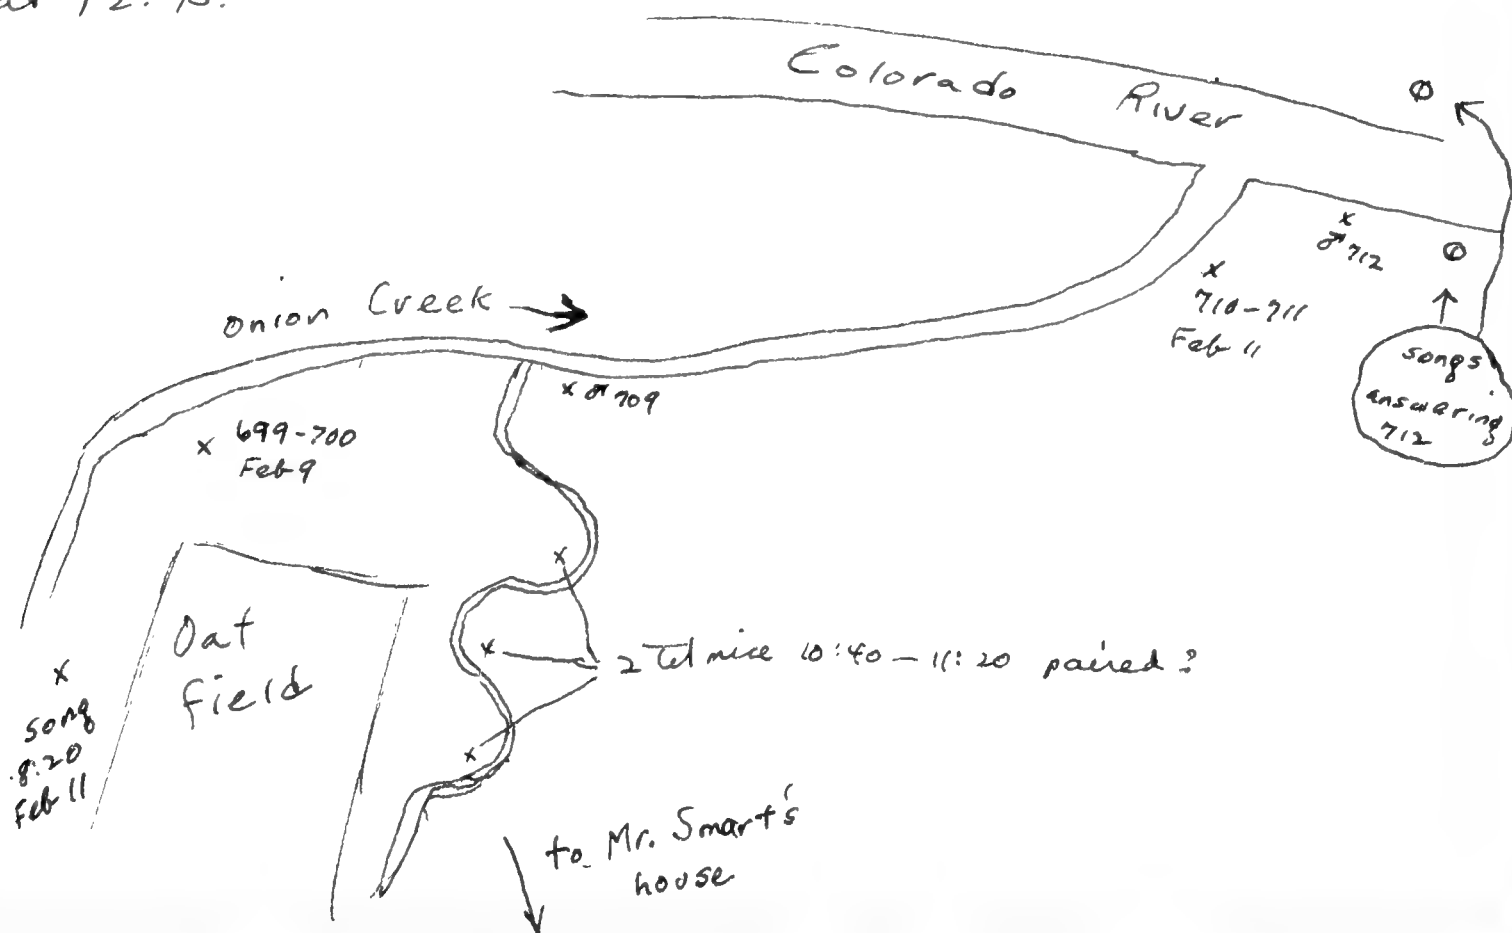 Colorado River
♂ 712
710-711
Feb 11
Onion Creek →
songs
answering
712
x ♂ 709
x 699-700
Feb 9
Oat
field
2 Tel mice 10:40 – 11:20 paired?
x
song
8:20
Feb 11
to Mr. Smart's
house